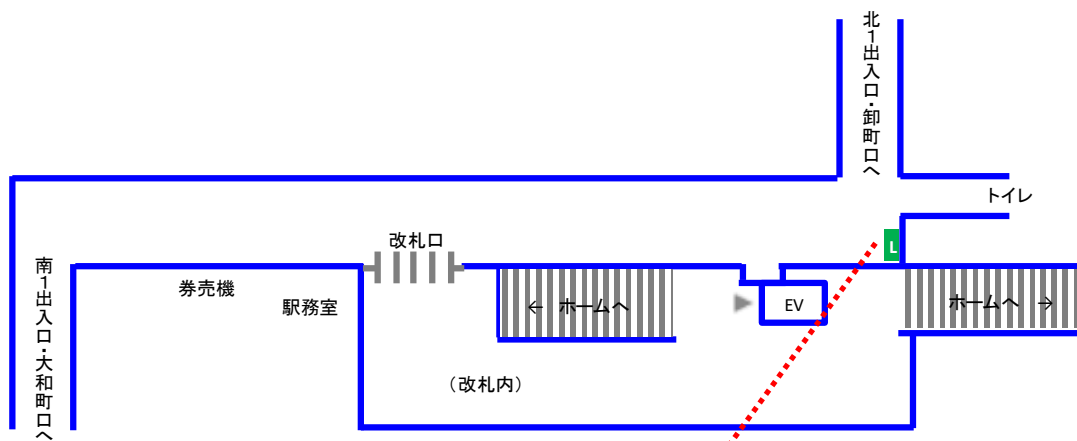 北1出入口・卸町口へ
トイレ
改札口
L
南1出入口・大和町口へ
券売機
駅務室
← ホームへ
EV
ホームへ →
（改札内）